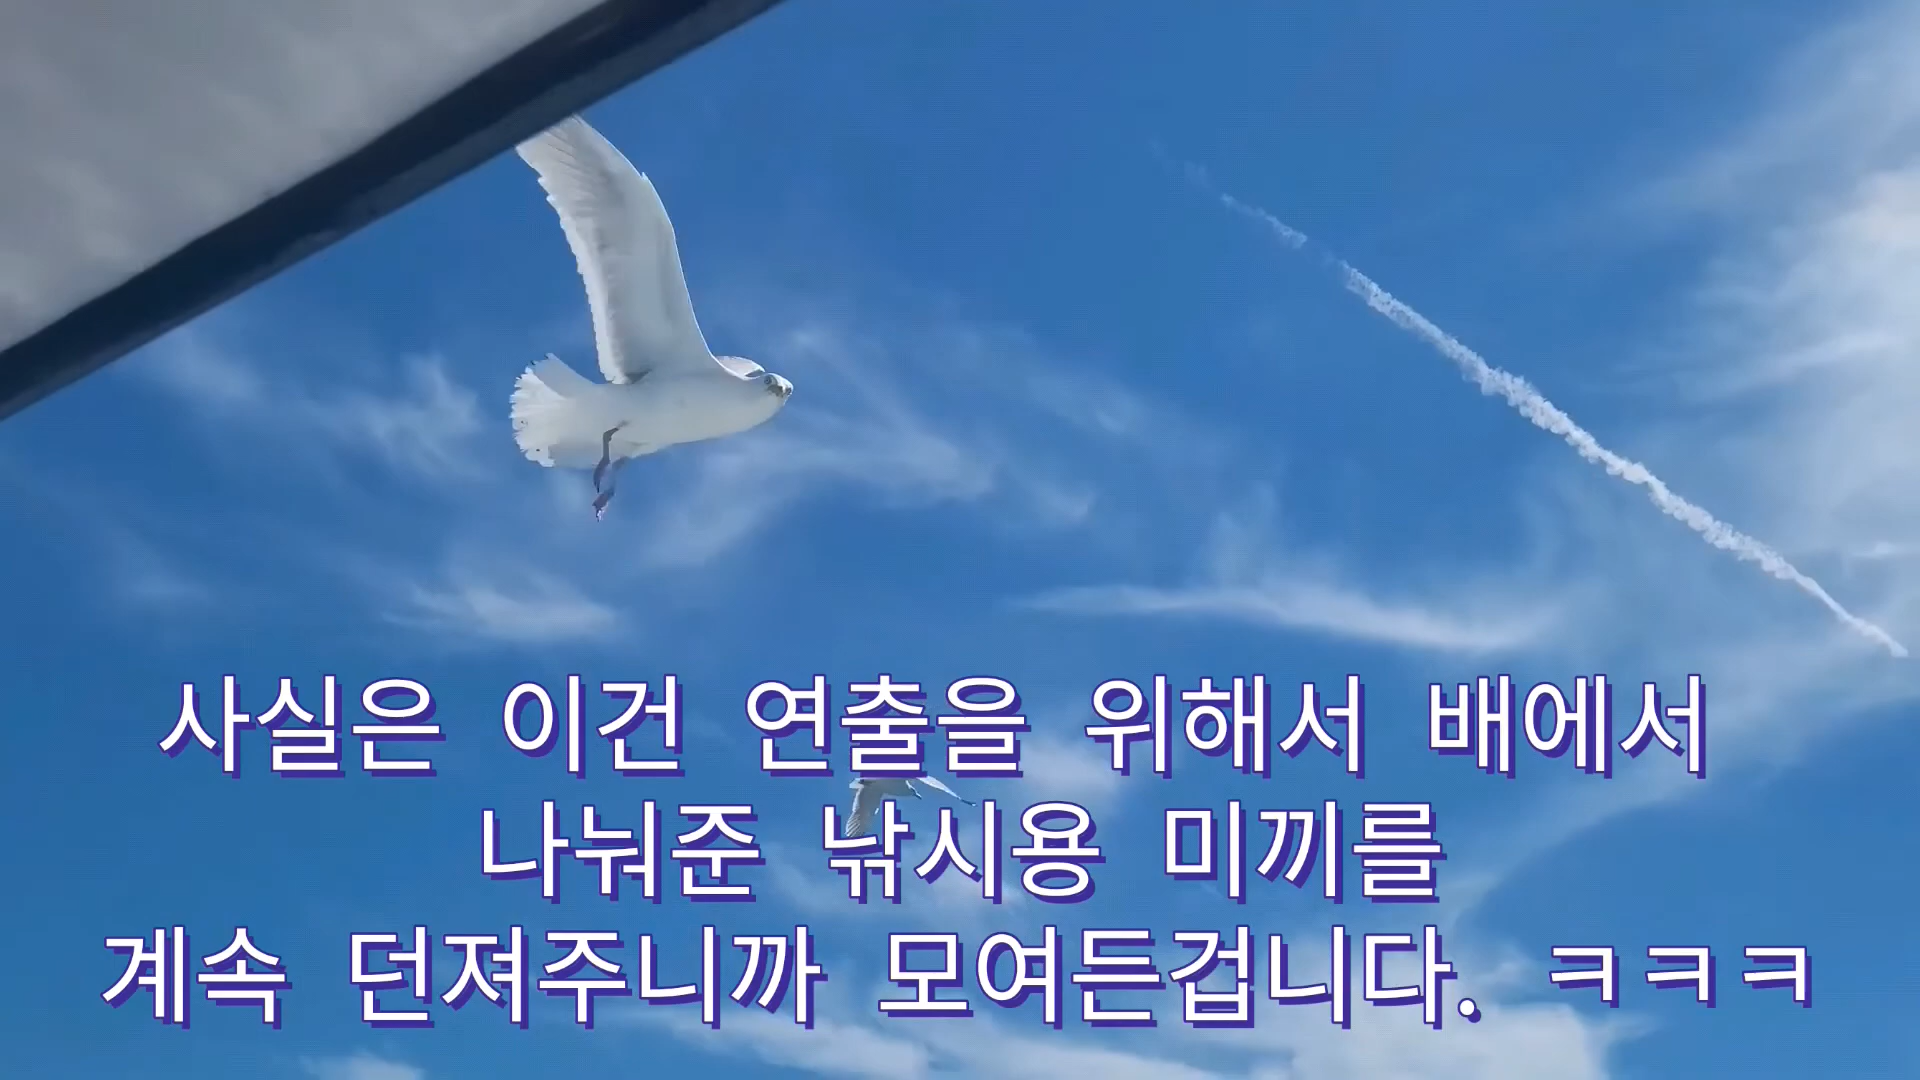 사실은 이건 연출을 위해서 배에서
나눠준 낚시용 미끼를
계속 던져주니까 모여든겁니다. ㅋㅋㅋ